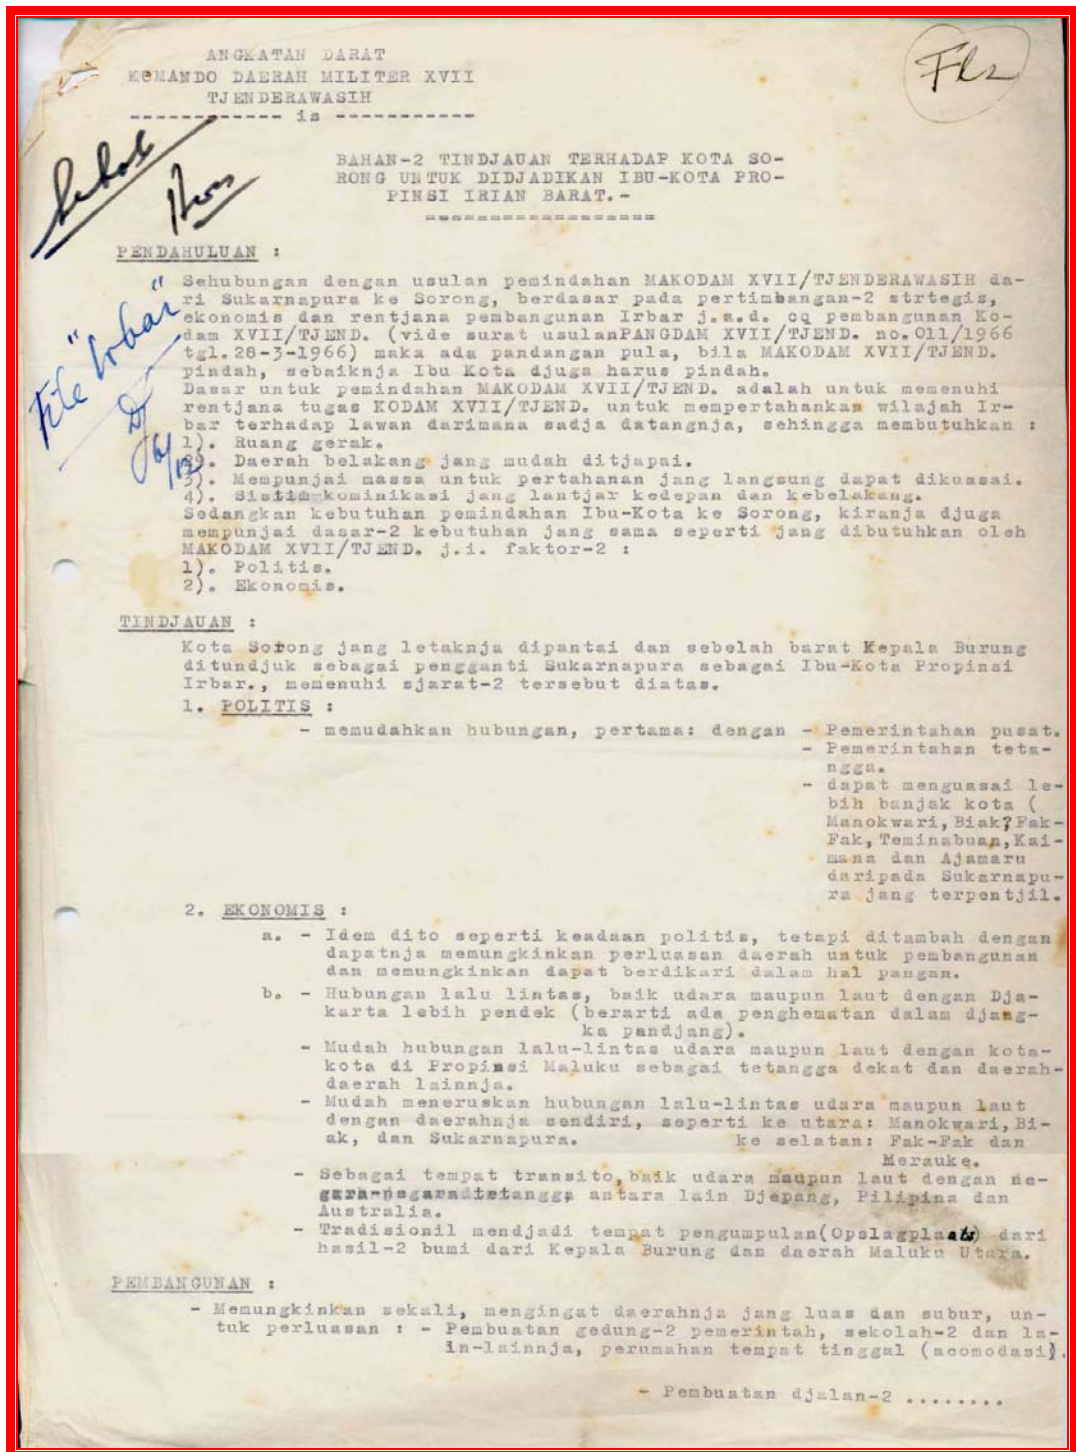 ANGKATAN DARAT
KOMANDO DAERAH MILITER XVII
TJENDERAWASIH
------------ is -----------
Flz
BAHAN-2 TINDJAUAN TERHADAP KOTA SO-
RONG UNTUK DIDJADIKAN IBU-KOTA PRO-
PINSI IRIAN BARAT.-
==================
PENDAHULUAN :
File "Irbar"
Sehubungan dengan usulan pemindahan MAKODAM XVII/TJENDERAWASIH da-
ri Sukarnapura ke Sorong, berdasar pada pertimbangan-2 strtegis,
ekonomis dan rentjana pembangunan Irbar j.a.d. cq pembangunan Ko-
dam XVII/TJEND. (vide surat usulanPANGDAM XVII/TJEND. no.011/1966
tgl.28-3-1966) maka ada pandangan pula, bila MAKODAM XVII/TJEND.
pindah, sebaiknja Ibu Kota djuga harus pindah.
Dasar untuk pemindahan MAKODAM XVII/TJEND. adalah untuk memenuhi
rentjana tugas KODAM XVII/TJEND. untuk mempertahankan wilajah Ir-
bar terhadap lawan darimana sadja datangnja, sehingga membutuhkan :
1). Ruang gerak.
2). Daerah belakang jang mudah ditjapai.
3). Mempunjai massa untuk pertahanan jang langsung dapat dikuasai.
4). Sistim kominikasi jang lantjar kedepan dan kebelakang.
Sedangkan kebutuhan pemindahan Ibu-Kota ke Sorong, kiranja djuga
mempunjai dasar-2 kebutuhan jang sama seperti jang dibutuhkan oleh
MAKODAM XVII/TJEND. j.i. faktor-2 :
1). Politis.
2). Ekonomis.
TINDJAUAN :
Kota Sorong jang letaknja dipantai dan sebelah barat Kepala Burung
ditundjuk sebagai pengganti Sukarnapura sebagai Ibu-Kota Propinsi
Irbar., memenuhi sjarat-2 tersebut diatas.
1. POLITIS :
- memudahkan hubungan, pertama: dengan - Pemerintahan pusat.
- Pemerintahan teta-
ngga.
- dapat menguasai le-
bih banjak kota (
Manokwari,Biak?Fak-
Fak,Teminabuan,Kai-
mana dan Ajamaru
daripada Sukarnapu-
ra jang terpentjil.
2. EKONOMIS :
a. - Idem dito seperti keadaan politis, tetapi ditambah dengan
dapatnja memungkinkan perluasan daerah untuk pembangunan
dan memungkinkan dapat berdikari dalam hal pangan.
b. - Hubungan lalu lintas, baik udara maupun laut dengan Dja-
karta lebih pendek (berarti ada penghematan dalam djang-
ka pandjang).
- Mudah hubungan lalu-lintas udara maupun laut dengan kota-
kota di Propinsi Maluku sebagai tetangga dekat dan daerah-
daerah lainnja.
- Mudah meneruskan hubungan lalu-lintas udara maupun laut
dengan daerahnja sendiri, seperti ke utara: Manokwari,Bi-
ak, dan Sukarnapura. ke selatan: Fak-Fak dan
Merauke.
- Sebagai tempat transito,baik udara maupun laut dengan ne-
gara-negara tetangga antara lain Djepang, Pilipina dan
Australia.
- Tradisionil mendjadi tempat pengumpulan(Opslagplaats) dari
hasil-2 bumi dari Kepala Burung dan daerah Maluku Utara.
PEMBANGUNAN :
- Memungkinkan sekali, mengingat daerahnja jang luas dan subur, un-
tuk perluasan : - Pembuatan gedung-2 pemerintah, sekolah-2 dan la-
in-lainnja, perumahan tempat tinggal (acomodasi).
- Pembuatan djalan-2 ........